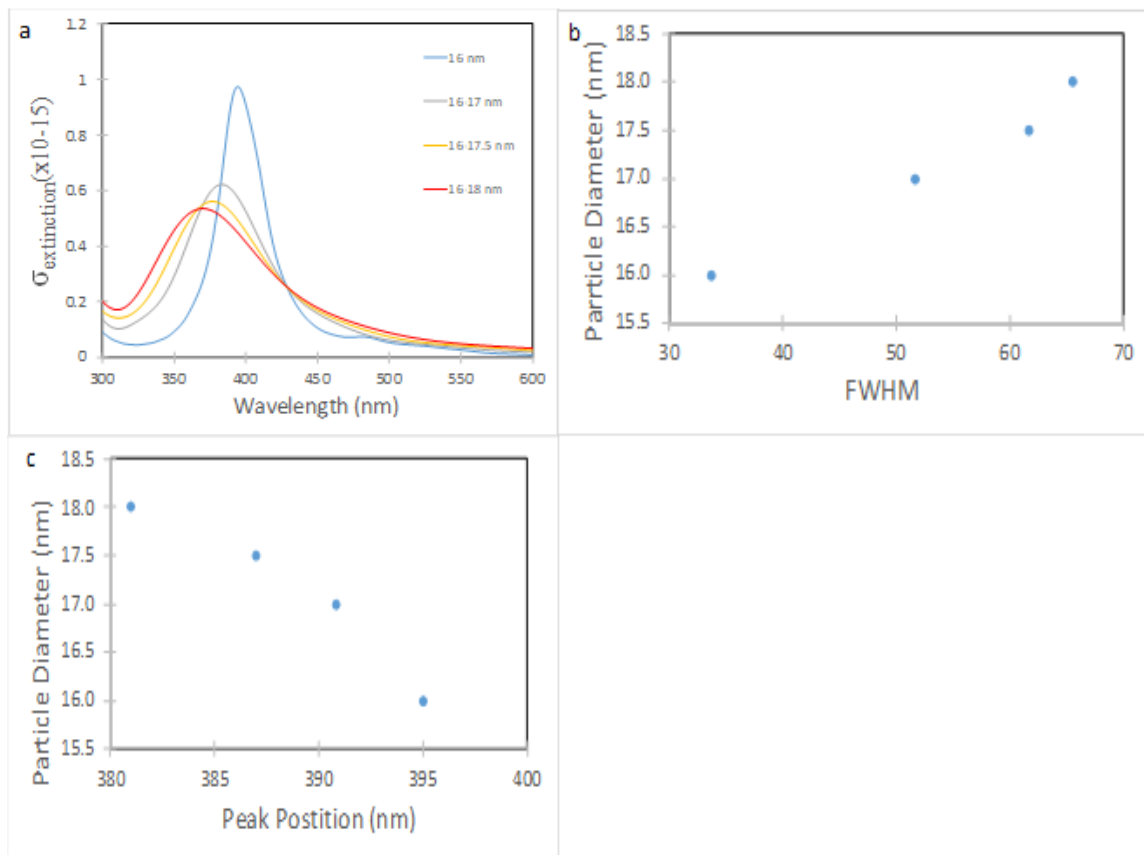 a
1.2
1
0.8
0.6
0.4
0.2
0
σextinction(x10-15)
16 nm
16-17 nm
16-17.5 nm
16-18 nm
300 350 400 450 500 550 600
Wavelength (nm)
b
18.5
18.0
17.5
17.0
16.5
16.0
15.5
Parrticle Diameter (nm)
30 40 50 60 70
FWHM
c
18.5
18.0
17.5
17.0
16.5
16.0
15.5
Particle Diameter (nm)
380 385 390 395 400
Peak Postition (nm)